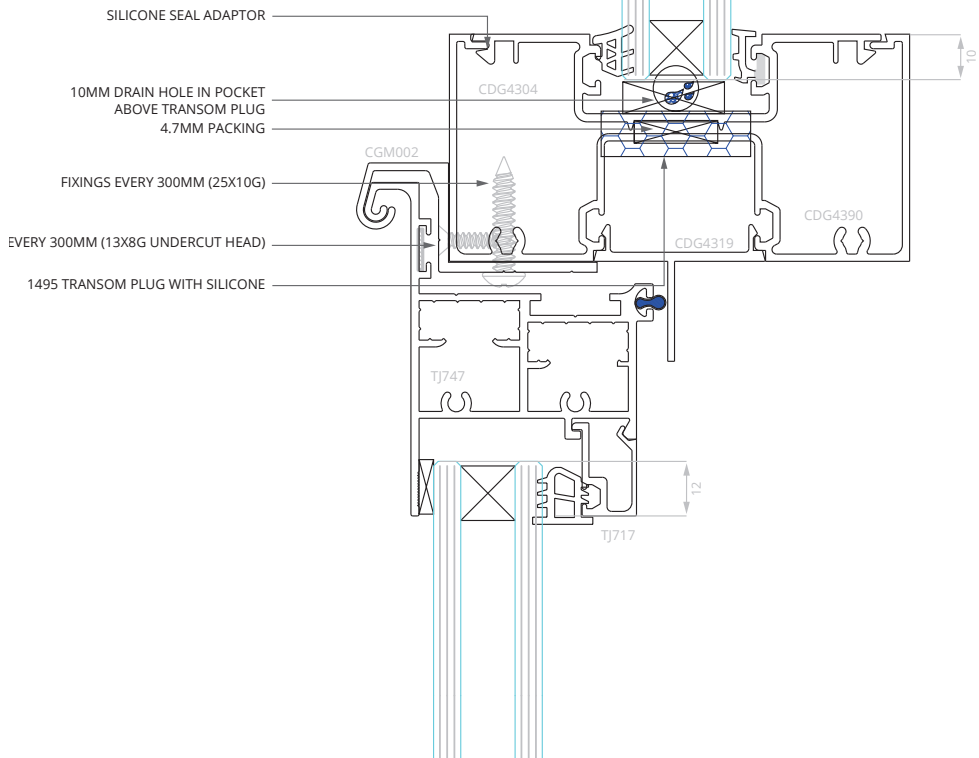 SILICONE SEAL ADAPTOR
10
CDG4304
10MM DRAIN HOLE IN POCKET
ABOVE TRANSOM PLUG
4.7MM PACKING
CGM002
FIXINGS EVERY 300MM (25X10G)
CDG4390
EVERY 300MM (13X8G UNDERCUT HEAD)
CDG4319
1495 TRANSOM PLUG WITH SILICONE
TJ747
12
TJ717